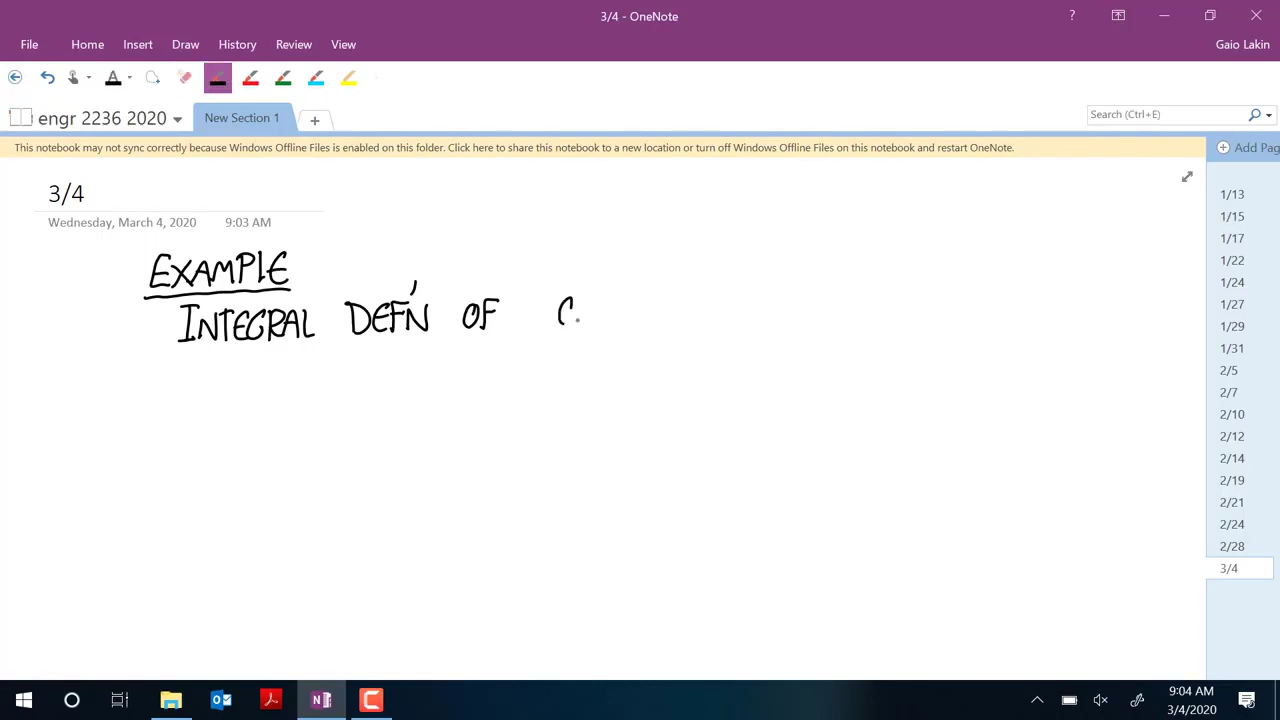 3/4 - OneNote
File Home Insert Draw History Review View Gaio Lakin
engr 2236 2020 New Section 1 Search (Ctrl+E)
This notebook may not sync correctly because Windows Offline Files is enabled on this folder. Click here to share this notebook to a new location or turn off Windows Offline Files on this notebook and restart OneNote.
Add Pag
3/4
Wednesday, March 4, 2020 9:03 AM
EXAMPLE
INTEGRAL DEF'N OF C
1/13
1/15
1/17
1/22
1/24
1/27
1/29
1/31
2/5
2/7
2/10
2/12
2/14
2/19
2/21
2/24
2/28
3/4
9:04 AM
3/4/2020